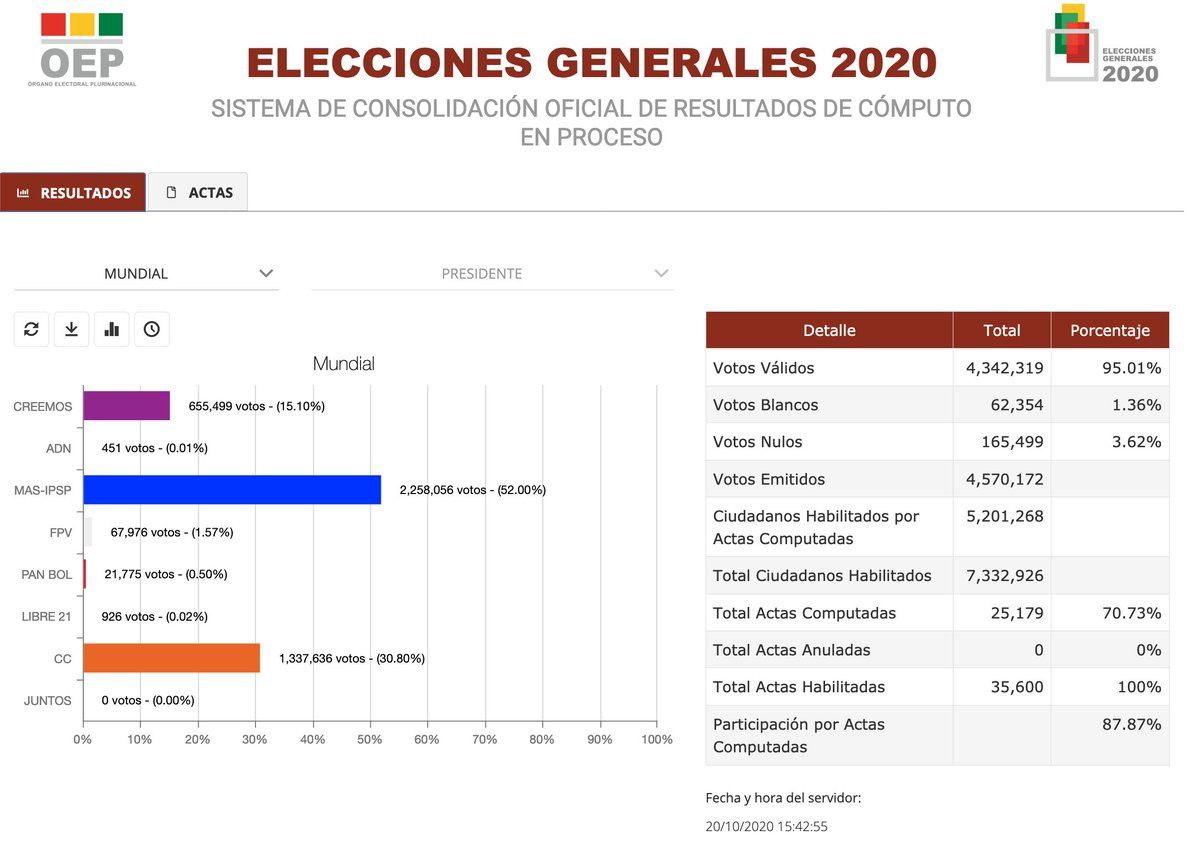 OEP
ÓRGANO ELECTORAL PLURINACIONAL
ELECCIONES GENERALES 2020
SISTEMA DE CONSOLIDACIÓN OFICIAL DE RESULTADOS DE CÓMPUTO
EN PROCESO
ELECCIONES
GENERALES
2020
RESULTADOS
ACTAS
MUNDIAL
PRESIDENTE
Mundial
CREEMOS 655,499 votos - (15.10%)
ADN 451 votos - (0.01%)
MAS-IPSP 2,258,056 votos - (52.00%)
FPV 67,976 votos - (1.57%)
PAN BOL 21,775 votos - (0.50%)
LIBRE 21 926 votos - (0.02%)
CC 1,337,636 votos - (30.80%)
JUNTOS 0 votos - (0.00%)
0% 10% 20% 30% 40% 50% 60% 70% 80% 90% 100%
Detalle Total Porcentaje
Votos Válidos 4,342,319 95.01%
Votos Blancos 62,354 1.36%
Votos Nulos 165,499 3.62%
Votos Emitidos 4,570,172
Ciudadanos Habilitados por 5,201,268
Actas Computadas
Total Ciudadanos Habilitados 7,332,926
Total Actas Computadas 25,179 70.73%
Total Actas Anuladas 0 0%
Total Actas Habilitadas 35,600 100%
Participación por Actas 87.87%
Computadas
Fecha y hora del servidor:
20/10/2020 15:42:55